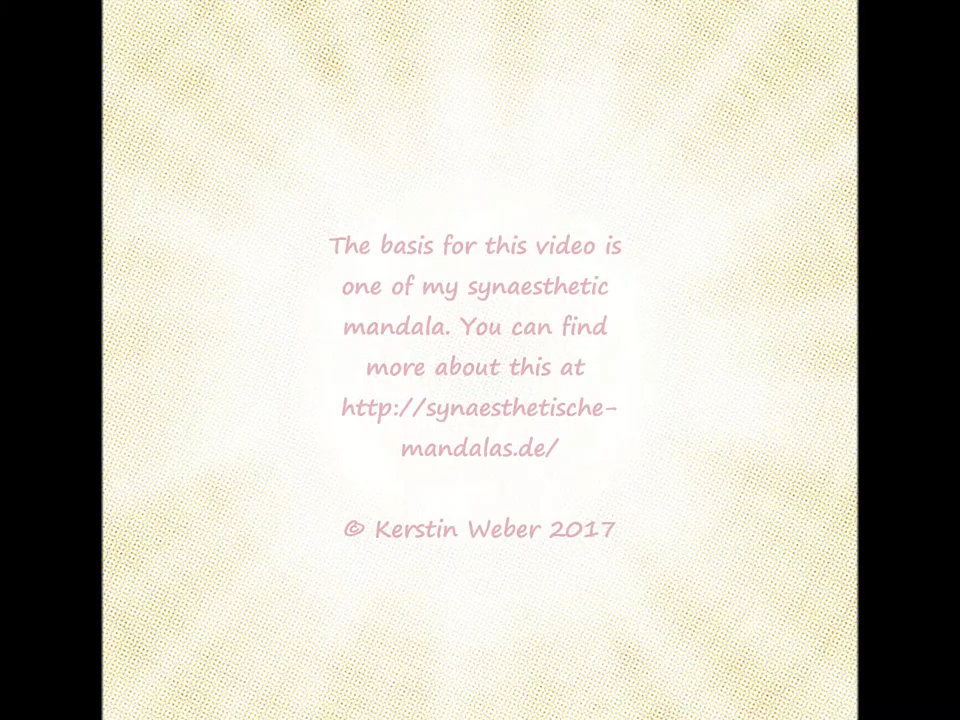 The basis for this video is
one of my synaesthetic
mandala. You can find
more about this at
http://synaesthetische-
mandalas.de/
© Kerstin Weber 2017